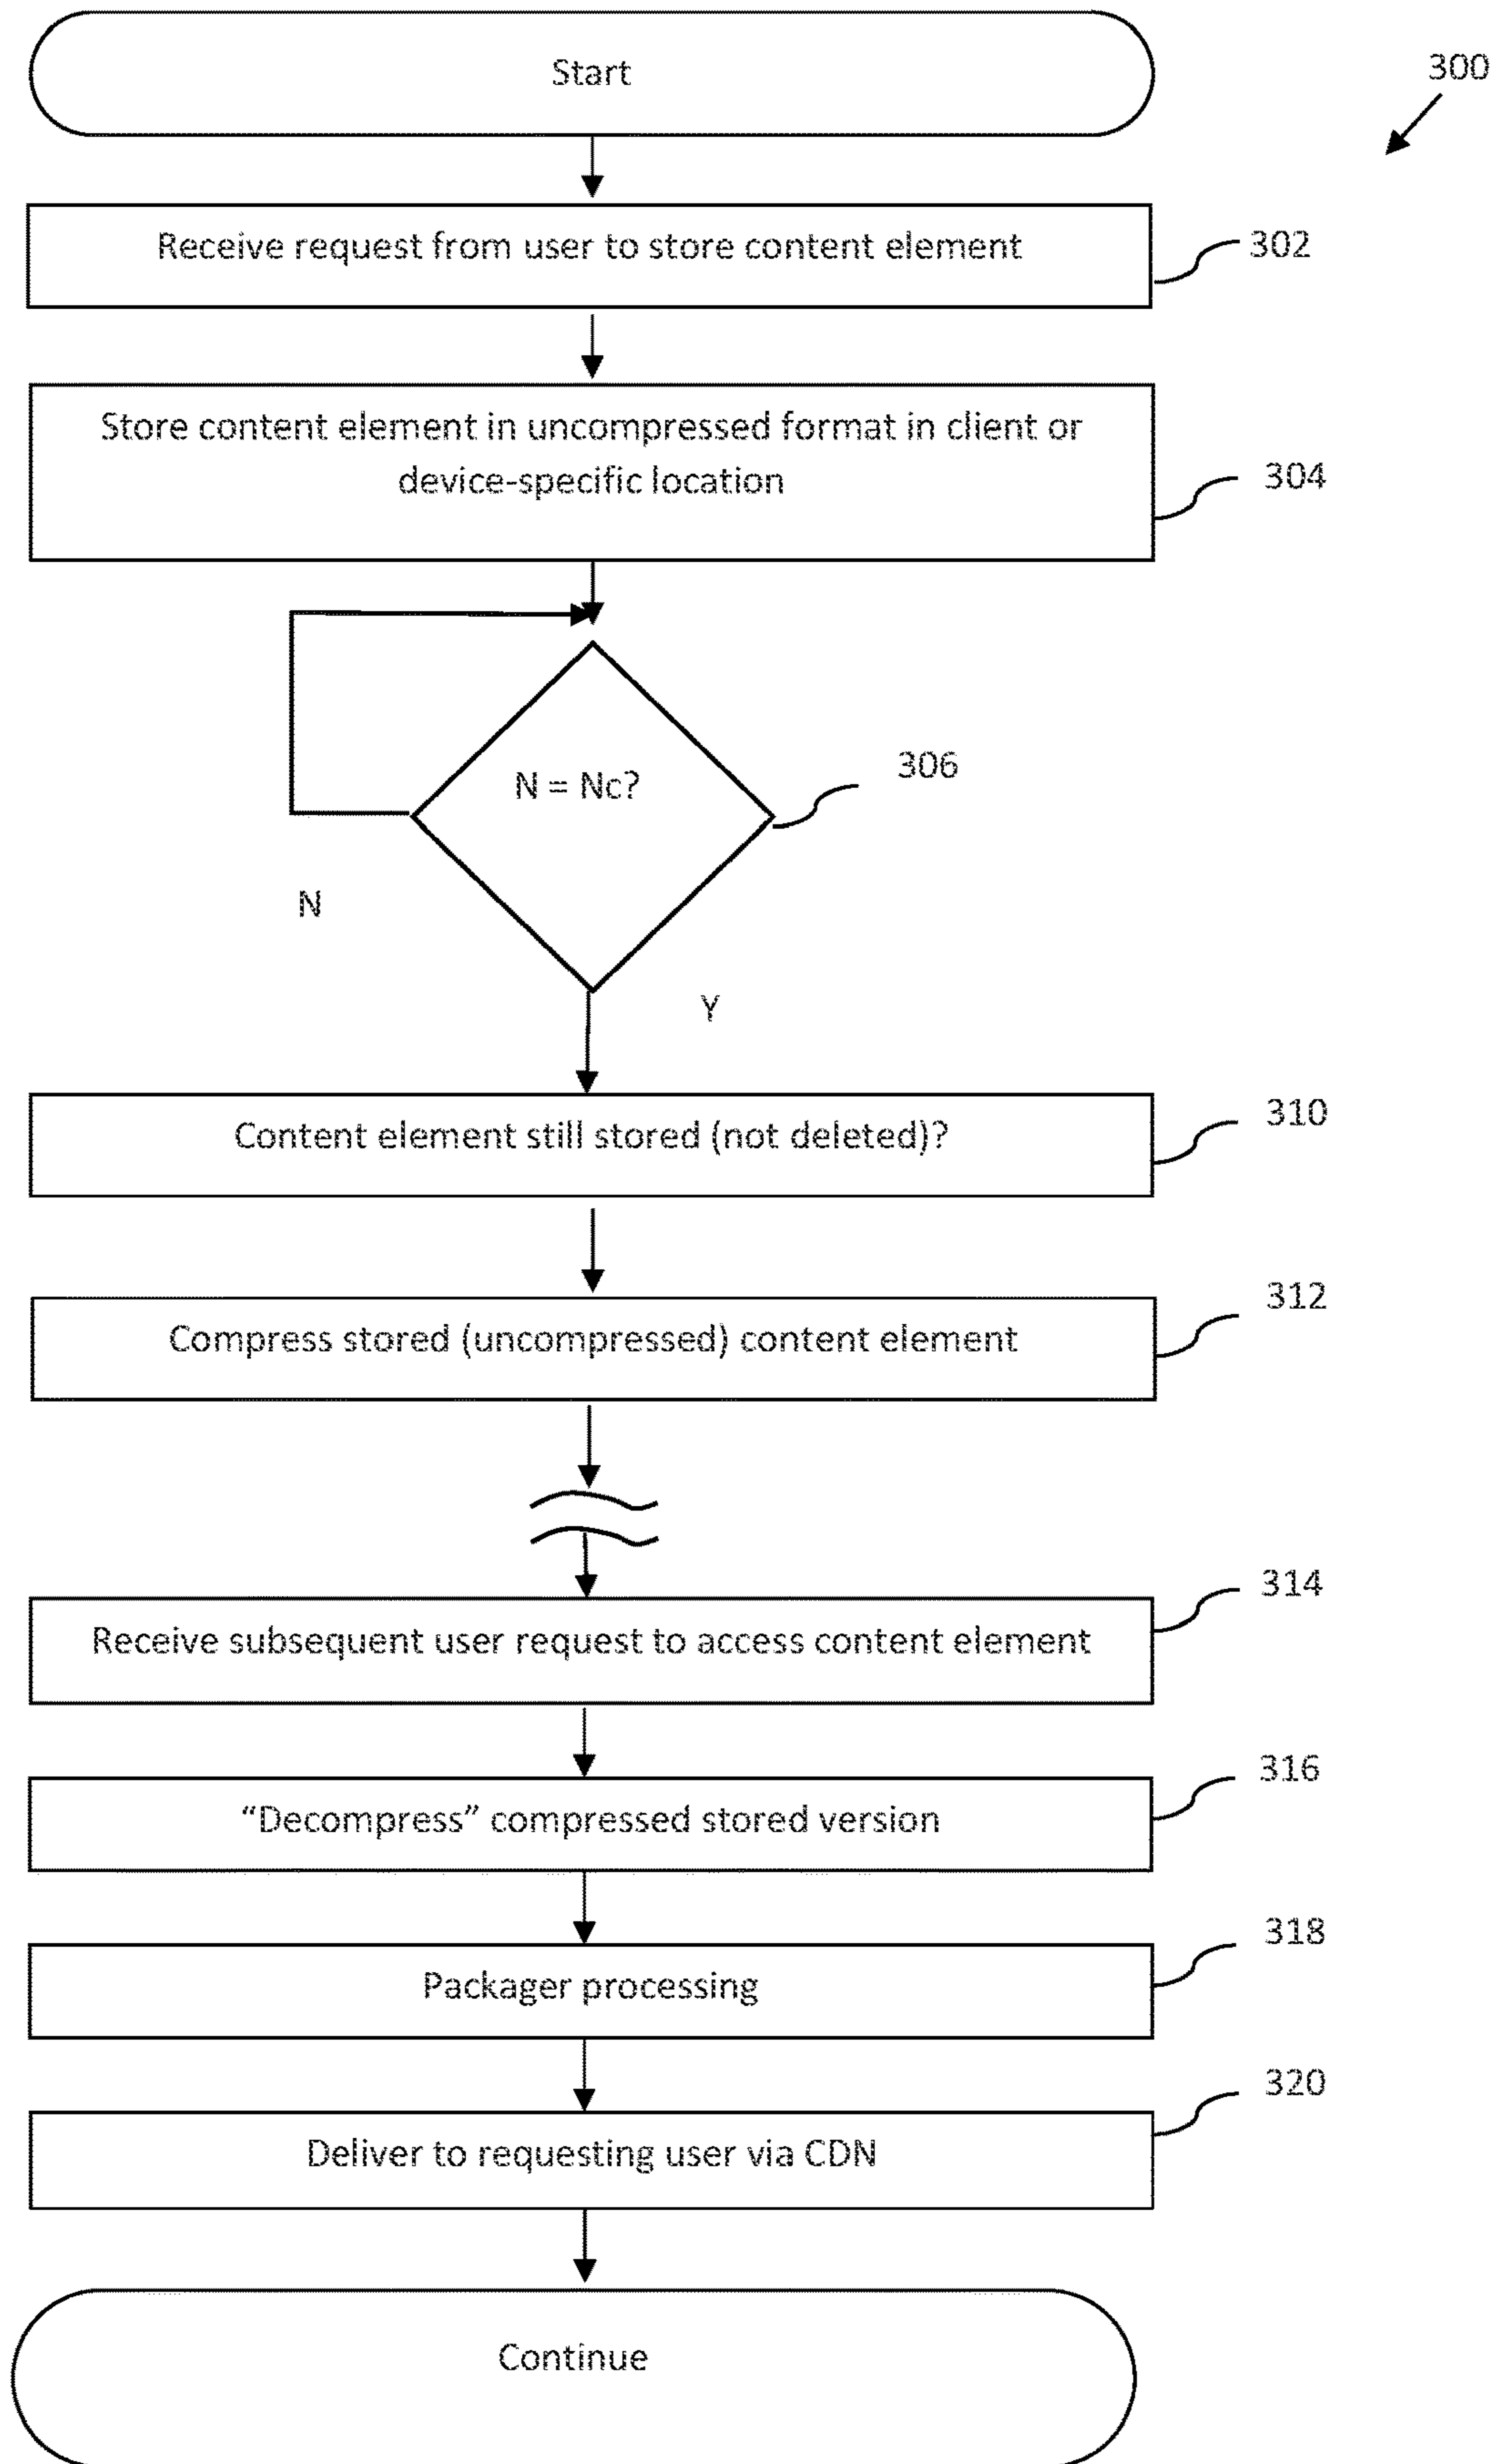 Start
300
Receive request from user to store content element
302
Store content element in uncompressed format in client or
device-specific location
304
N = Nc?
306
N
Y
Content element still stored (not deleted)?
310
Compress stored (uncompressed) content element
312
Receive subsequent user request to access content element
314
“Decompress” compressed stored version
316
Packager processing
318
Deliver to requesting user via CDN
320
Continue